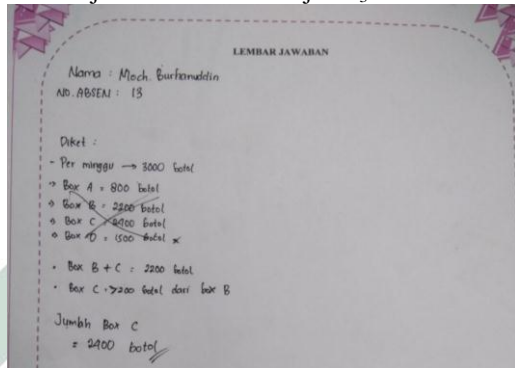 LEMBAR JAWABAN
Nama : Moch. Burhanuddin
NO. ABSEN : 13
Diket :
- Per minggu → 3000 botol
→ Box A = 800 botol
→ Box B = 2200 botol
→ Box C = 2400 botol
→ Box D = 1500 botol
• Box B + C = 2200 botol
• Box C = >200 botol dari box B
Jumlah Box C
= 2400 botol